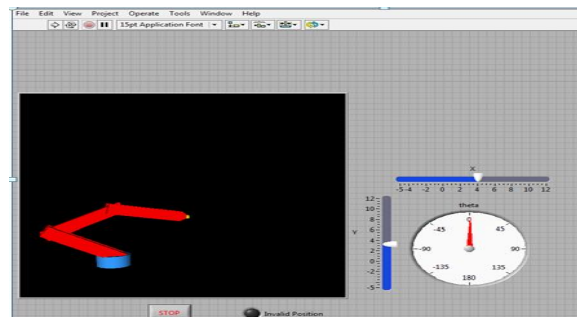 File Edit View Project Operate Tools Window Help
15pt Application Font
X
-5 -4 -2 0 2 4 6 8 10 12
theta
Y
12
10
8
6
4
2
0
-2
-5
0
-45 45
-90 90
-135 135
180
STOP
Invalid Position